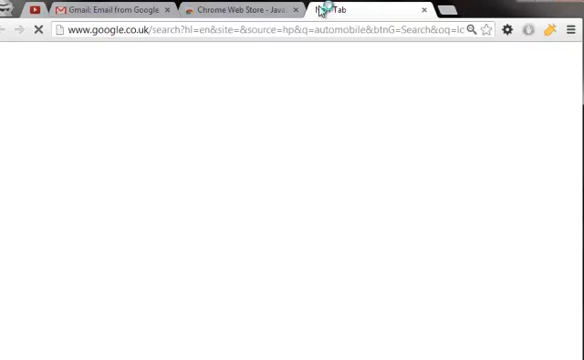 Gmail: Email from Google
Chrome Web Store - Java
Tab
www.google.co.uk/search?hl=en&site=&source=hp&q=automobile&btnG=Search&oq=